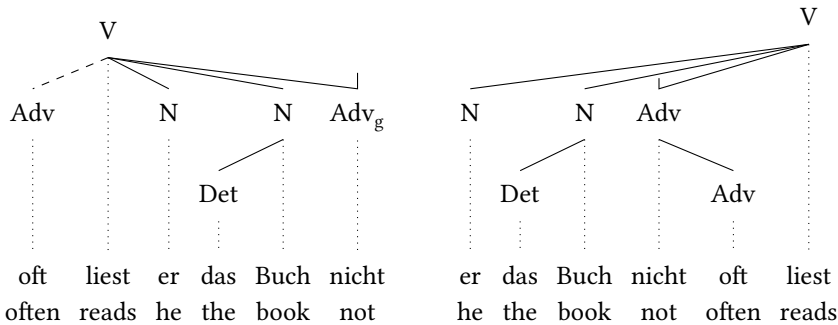 V V
Adv N N Adv_g N N Adv
Det Det Adv
oft liest er das Buch nicht er das Buch nicht oft liest
often reads he the book not he the book not often reads